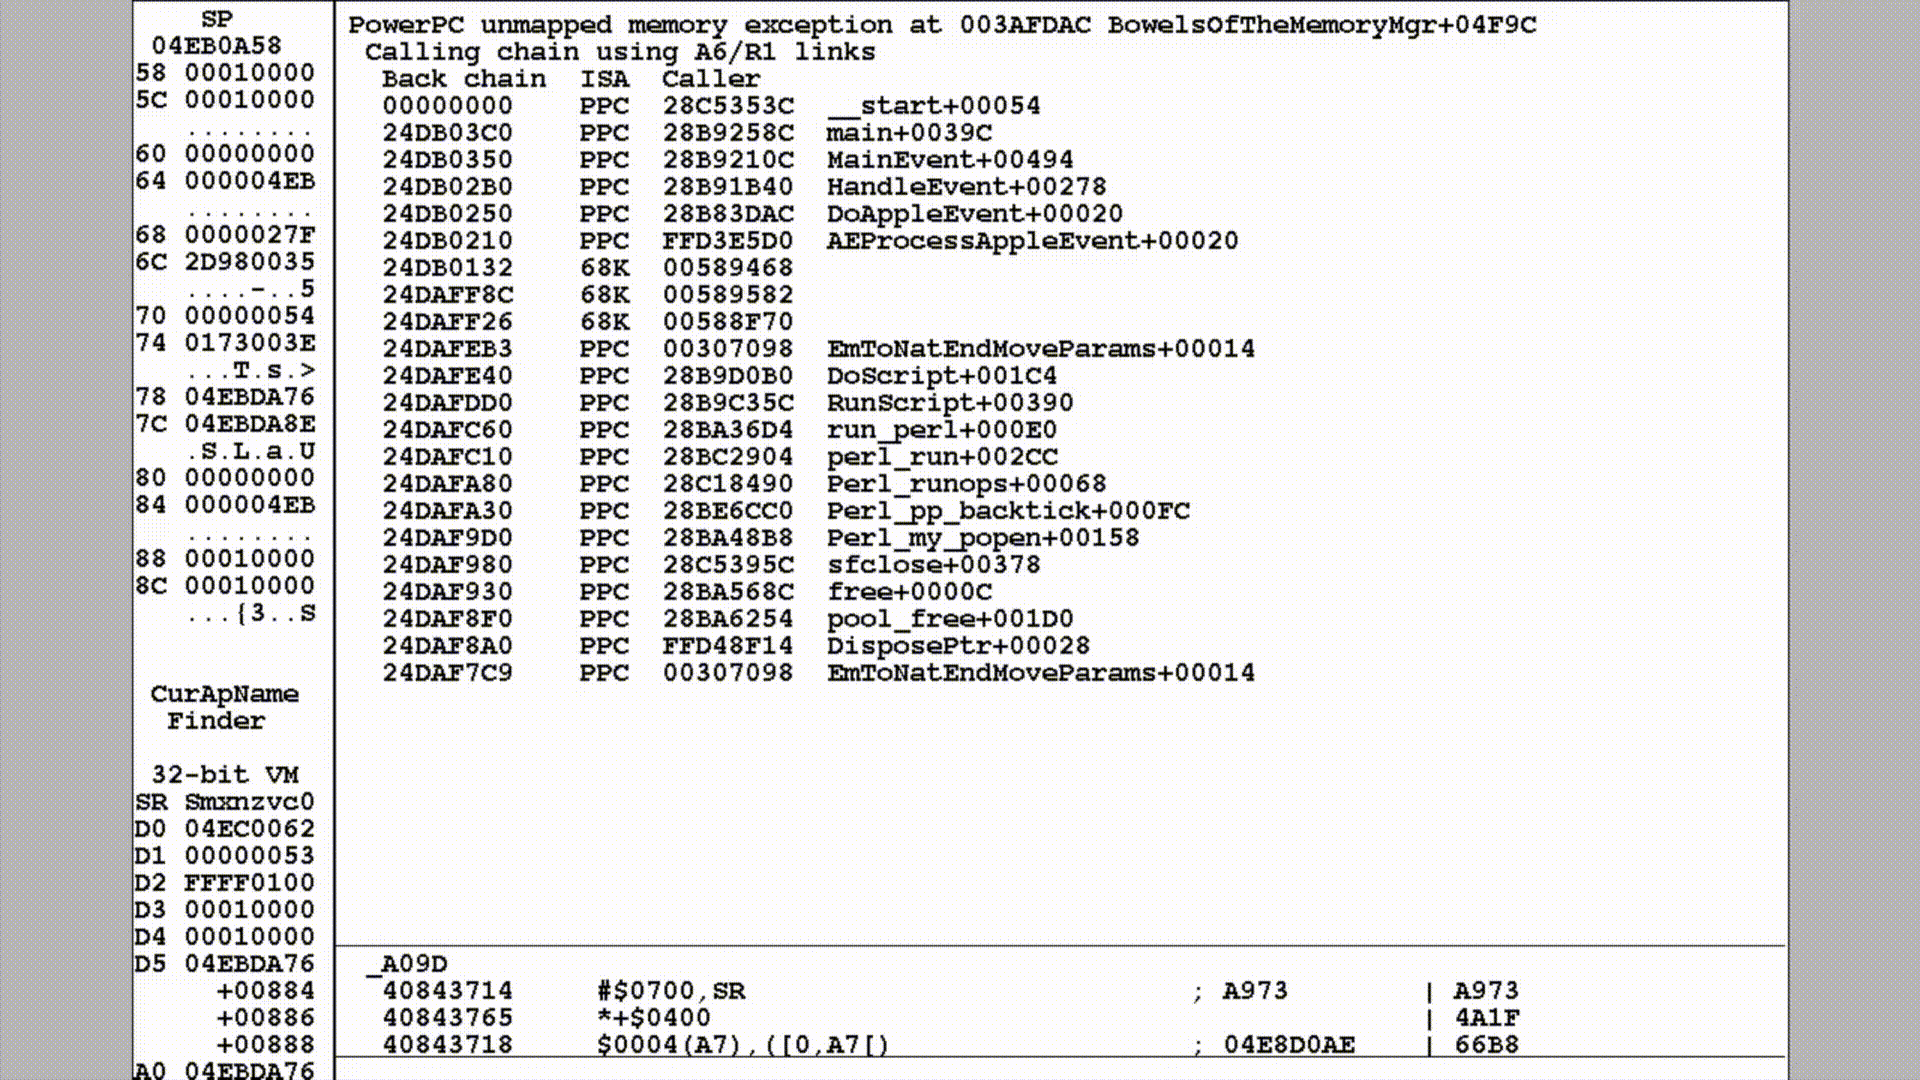 SP
04EB0A58
58 00010000
5C 00010000
........
60 00000000
64 000004EB
........
68 0000027F
6C 2D980035
....-..5
70 00000054
74 0173003E
...T.s.>
78 04EBDA76
7C 04EBDA8E
.S.L.a.U
80 00000000
84 000004EB
........
88 00010000
8C 00010000
...{3..S
CurApName
Finder
32-bit VM
SR Smxnzvc0
D0 04EC0062
D1 00000053
D2 FFFF0100
D3 00010000
D4 00010000
D5 04EBDA76
+00884
+00886
+00888
A0 04EBDA76
PowerPC unmapped memory exception at 003AFDAC BowelsOfTheMemoryMgr+04F9C
Calling chain using A6/R1 links
Back chain ISA Caller
00000000 PPC 28C5353C __start+00054
24DB03C0 PPC 28B9258C main+0039C
24DB0350 PPC 28B9210C MainEvent+00494
24DB02B0 PPC 28B91B40 HandleEvent+00278
24DB0250 PPC 28B83DAC DoAppleEvent+00020
24DB0210 PPC FFD3E5D0 AEProcessAppleEvent+00020
24DB0132 68K 00589468
24DAFF8C 68K 00589582
24DAFF26 68K 00588F70
24DAFEB3 PPC 00307098 EmToNatEndMoveParams+00014
24DAFE40 PPC 28B9D0B0 DoScript+001C4
24DAFDD0 PPC 28B9C35C RunScript+00390
24DAFC60 PPC 28BA36D4 run_perl+000E0
24DAFC10 PPC 28BC2904 perl_run+002CC
24DAFA80 PPC 28C18490 Perl_runops+00068
24DAFA30 PPC 28BE6CC0 Perl_pp_backtick+000FC
24DAF9D0 PPC 28BA48B8 Perl_my_popen+00158
24DAF980 PPC 28C5395C sfclose+00378
24DAF930 PPC 28BA568C free+0000C
24DAF8F0 PPC 28BA6254 pool_free+001D0
24DAF8A0 PPC FFD48F14 DisposePtr+00028
24DAF7C9 PPC 00307098 EmToNatEndMoveParams+00014
_A09D
40843714 #$0700,SR ; A973 | A973
40843765 *+$0400 | 4A1F
40843718 $0004(A7),([0,A7[) ; 04E8D0AE | 66B8